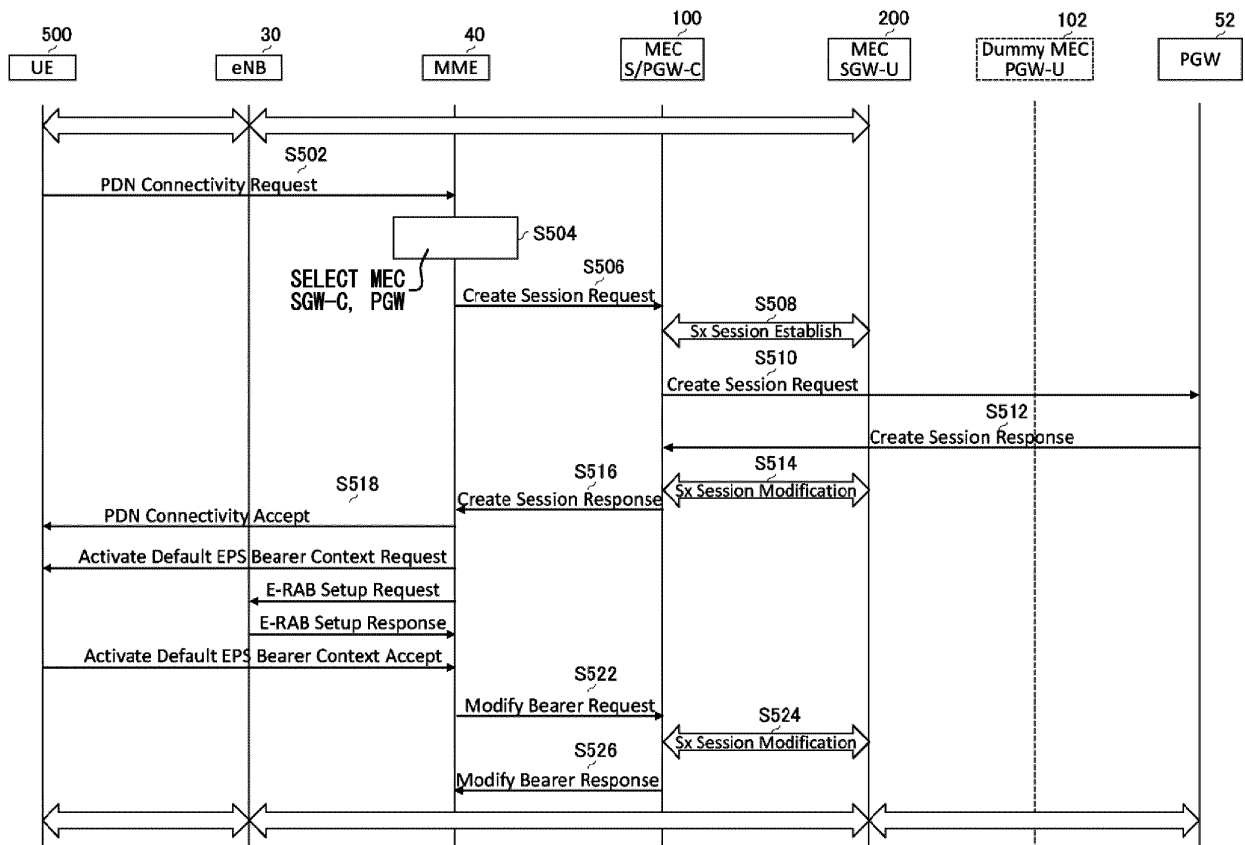 500
30
40
100
200
102
52
UE
eNB
MME
MEC
S/PGW-C
MEC
SGW-U
Dummy MEC
PGW-U
PGW
S502
PDN Connectivity Request
S504
SELECT MEC
SGW-C, PGW
S506
Create Session Request
S508
Sx Session Establish
S510
Create Session Request
S512
Create Session Response
S514
Sx Session Modification
S516
Create Session Response
S518
PDN Connectivity Accept
Activate Default EPS Bearer Context Request
E-RAB Setup Request
E-RAB Setup Response
Activate Default EPS Bearer Context Accept
S522
Modify Bearer Request
S524
Sx Session Modification
S526
Modify Bearer Response